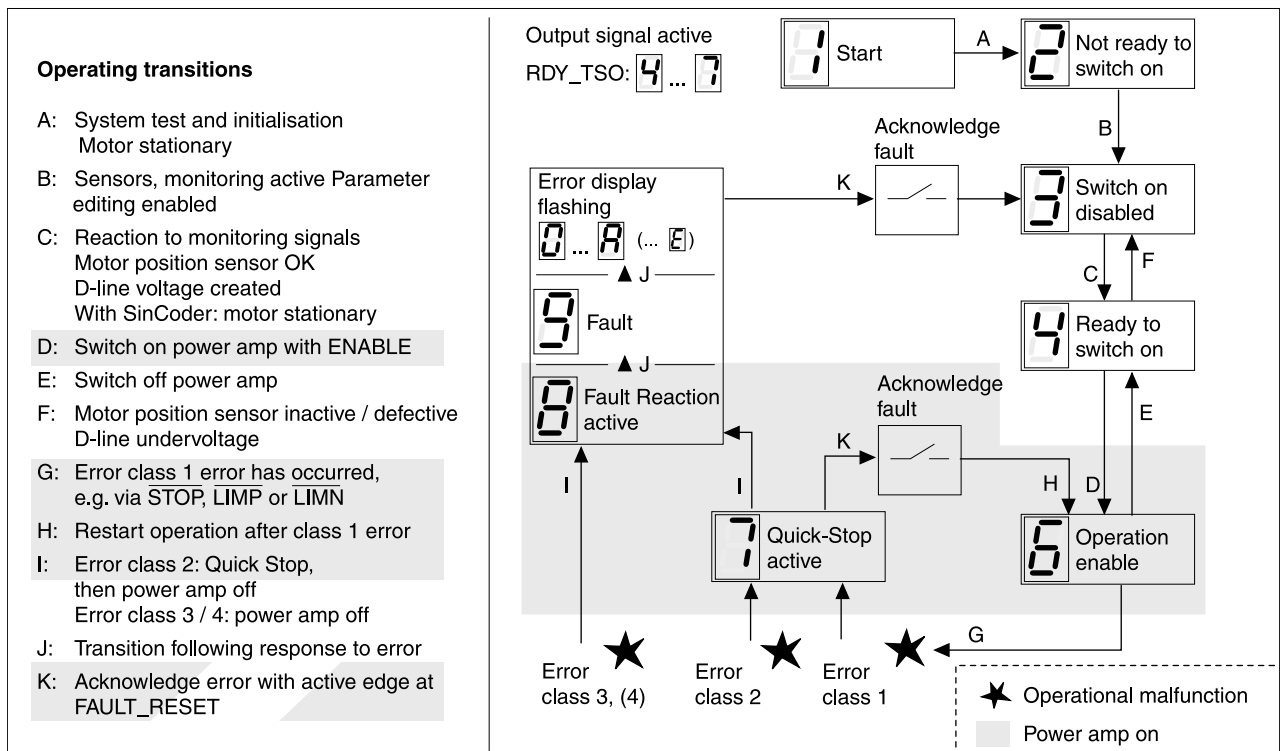 Operating transitions
A: System test and initialisation
Motor stationary
B: Sensors, monitoring active Parameter
editing enabled
C: Reaction to monitoring signals
Motor position sensor OK
D-line voltage created
With SinCoder: motor stationary
D: Switch on power amp with ENABLE
E: Switch off power amp
F: Motor position sensor inactive / defective
D-line undervoltage
G: Error class 1 error has occurred,
e.g. via STOP, LIMP or LIMN
H: Restart operation after class 1 error
I: Error class 2: Quick Stop,
then power amp off
Error class 3 / 4: power amp off
J: Transition following response to error
K: Acknowledge error with active edge at
FAULT_RESET
Output signal active
RDY_TSO: 4 ... 7
1 Start
A
2 Not ready to
switch on
B
Acknowledge
fault
K
3 Switch on
disabled
Error display
flashing
0 ... A (... E)
J
9 Fault
J
8 Fault Reaction
active
C
F
4 Ready to
switch on
Acknowledge
fault
K
E
I
I
H
D
7 Quick-Stop
active
6 Operation
enable
G
Error
class 3, (4)
Error
class 2
Error
class 1
Operational malfunction
Power amp on